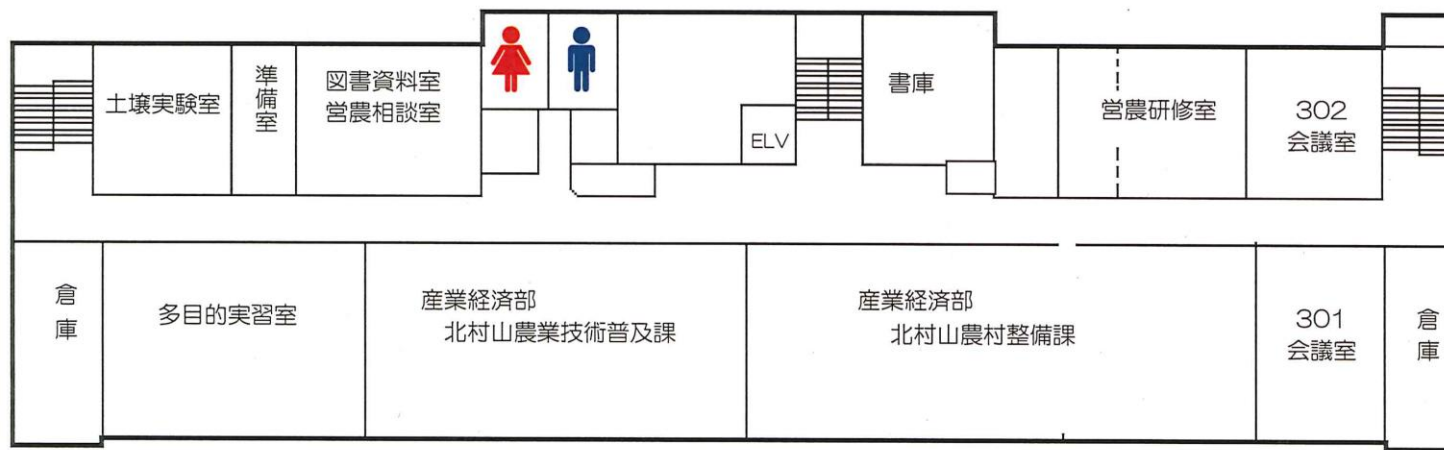 土壌実験室
準備室
図書資料室
営農相談室
ELV
書庫
営農研修室
302
会議室
倉庫
多目的実習室
産業経済部
北村山農業技術普及課
産業経済部
北村山農村整備課
301
会議室
倉庫